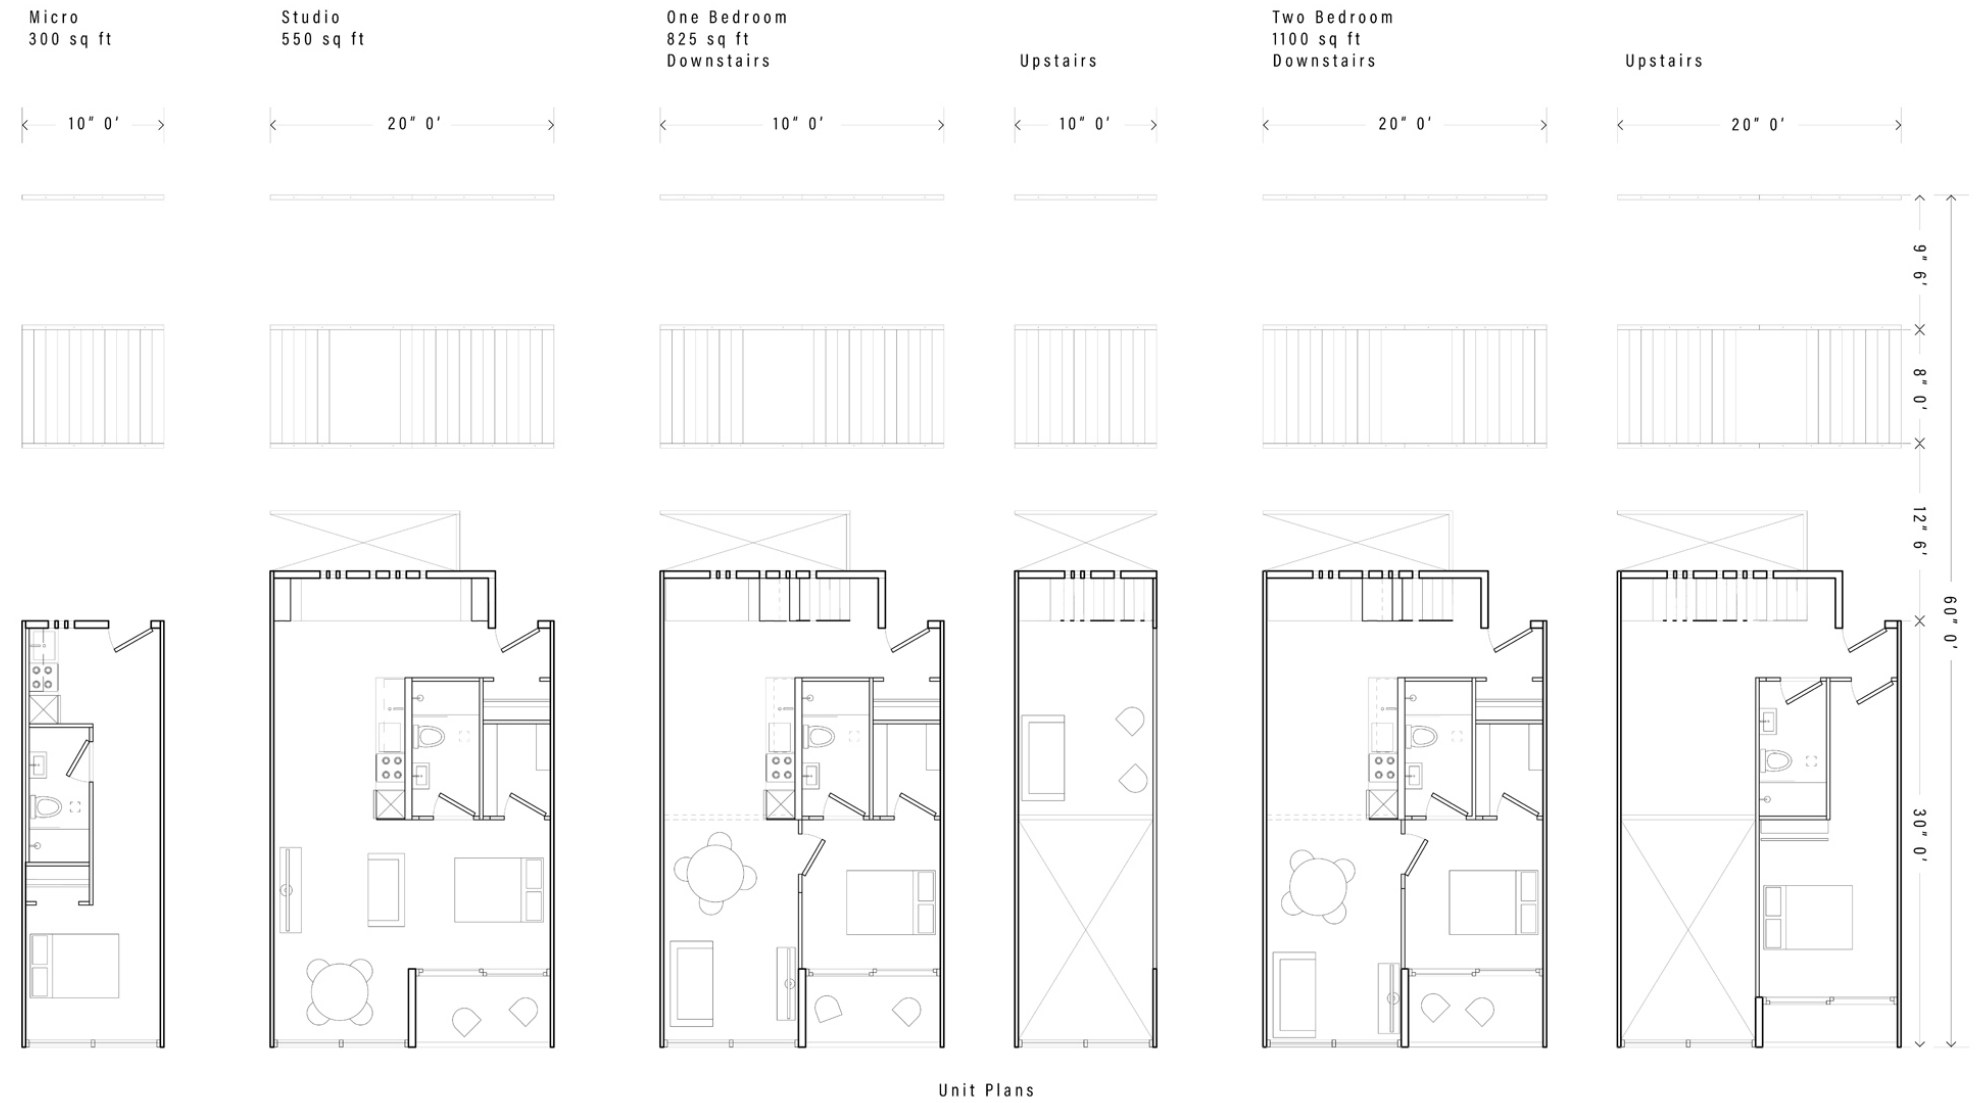 Micro
300 sq ft
Studio
550 sq ft
One Bedroom
825 sq ft
Downstairs
Upstairs
Two Bedroom
1100 sq ft
Downstairs
Upstairs
10” 0’
20” 0’
10” 0’
10” 0’
20” 0’
20” 0’
9” 6’
8” 0’
12” 6’
60” 0’
30” 0’
Unit Plans